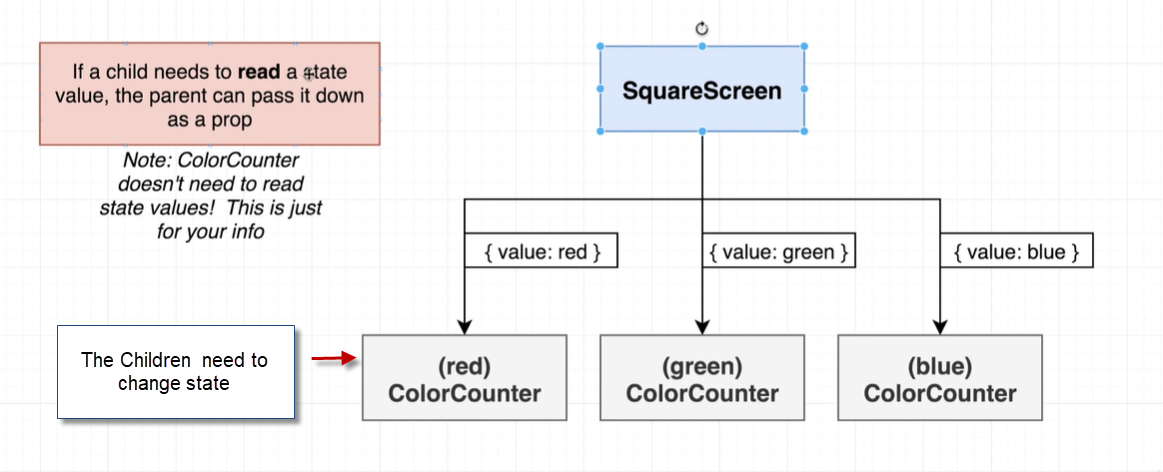 If a child needs to read a state
value, the parent can pass it down
as a prop
Note: ColorCounter
doesn't need to read
state values! This is just
for your info
SquareScreen
{ value: red }
{ value: green }
{ value: blue }
The Children need to
change state
(red)
ColorCounter
(green)
ColorCounter
(blue)
ColorCounter